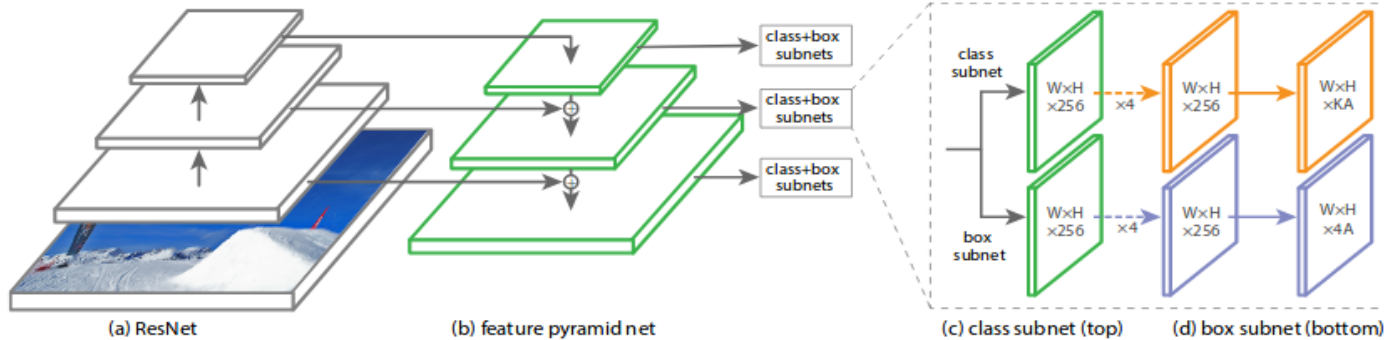 class+box
subnets
class+box
subnets
class+box
subnets
class
subnet
W×H
×256
×4
W×H
×256
W×H
×KA
box
subnet
W×H
×256
×4
W×H
×256
W×H
×4A
(a) ResNet
(b) feature pyramid net
(c) class subnet (top)
(d) box subnet (bottom)